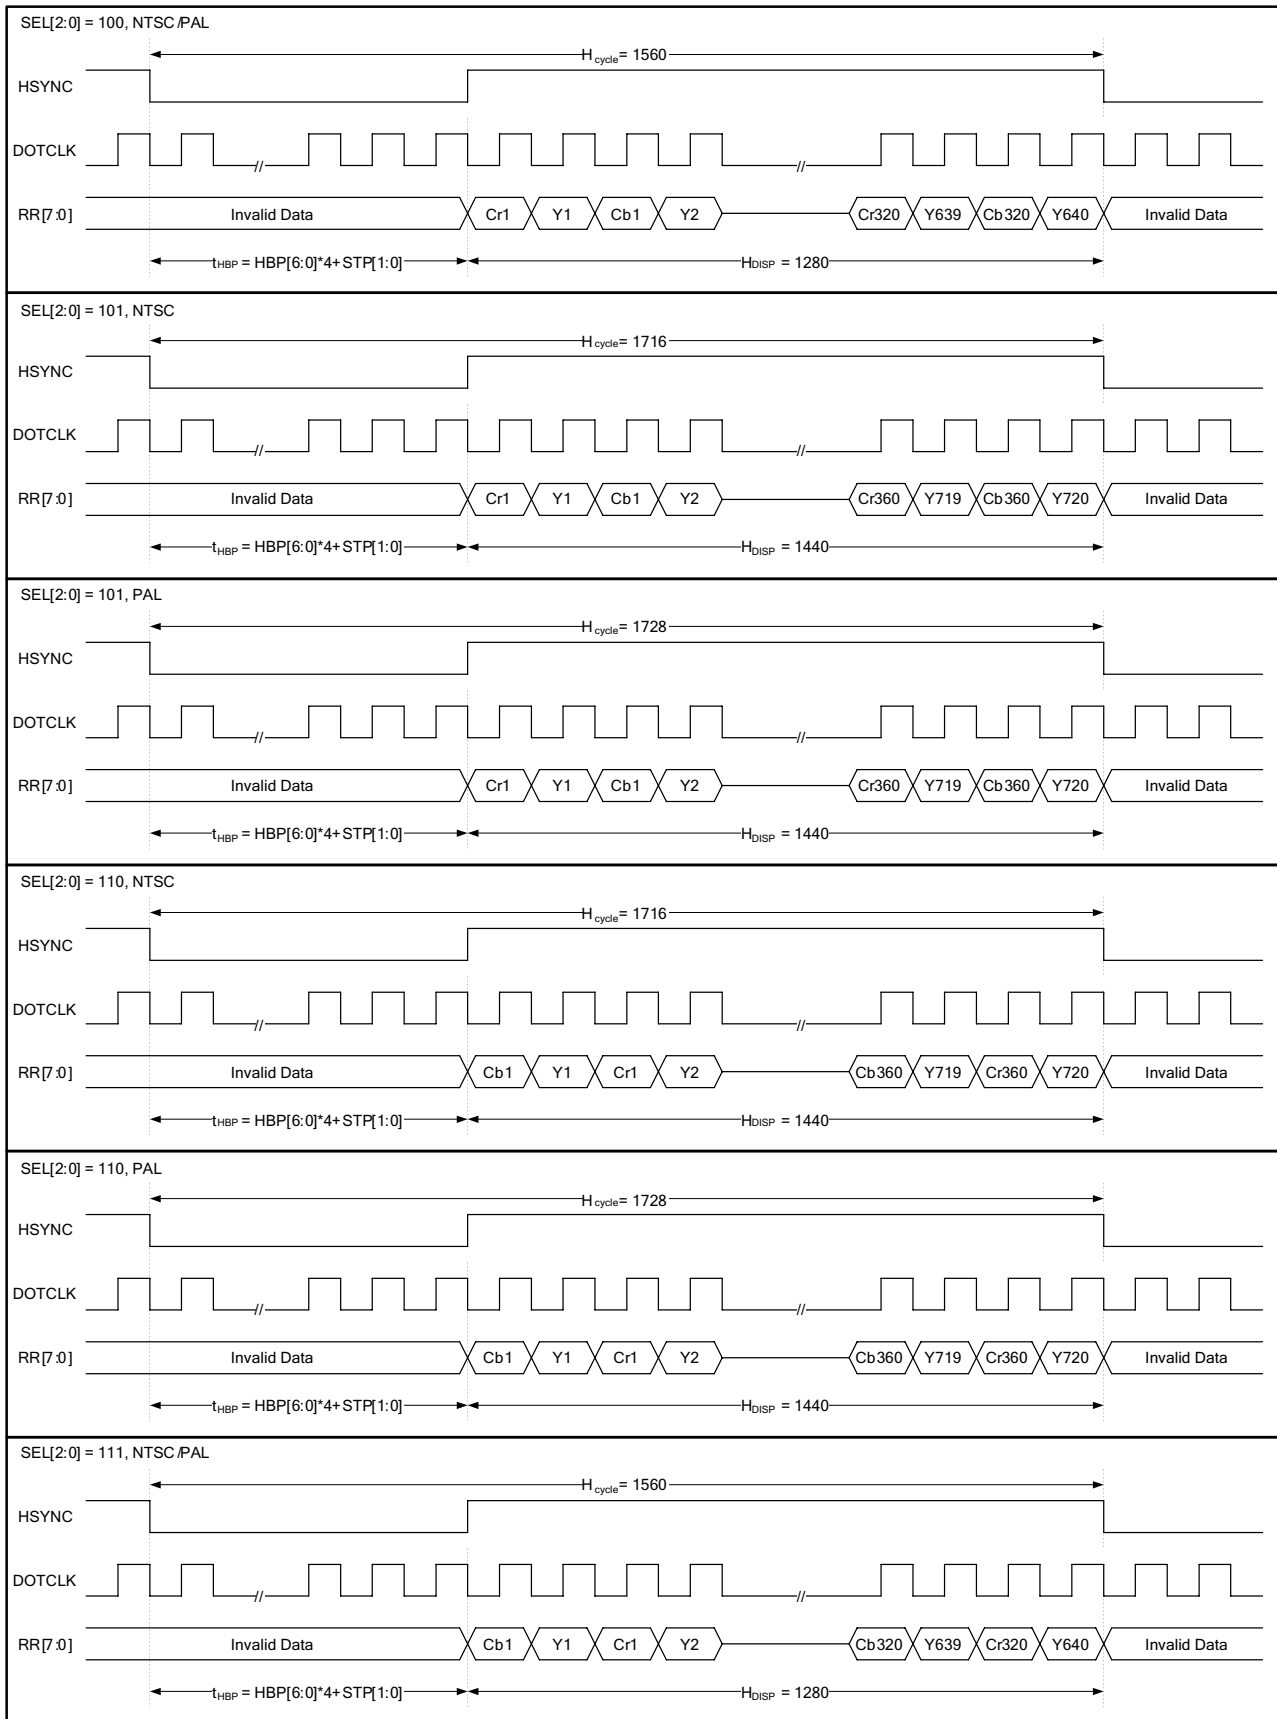 SEL[2:0] = 100, NTSC/PAL
Hcycle= 1560
HSYNC
DOTCLK
// //
RR[7:0] Invalid Data Cr1 Y1 Cb1 Y2 Cr320 Y639 Cb320 Y640 Invalid Data
tHBP = HBP[6:0]*4+STP[1:0] HDISP = 1280
SEL[2:0] = 101, NTSC
Hcycle= 1716
HSYNC
DOTCLK
// //
RR[7:0] Invalid Data Cr1 Y1 Cb1 Y2 Cr360 Y719 Cb360 Y720 Invalid Data
tHBP = HBP[6:0]*4+STP[1:0] HDISP = 1440
SEL[2:0] = 101, PAL
Hcycle= 1728
HSYNC
DOTCLK
// //
RR[7:0] Invalid Data Cr1 Y1 Cb1 Y2 Cr360 Y719 Cb360 Y720 Invalid Data
tHBP = HBP[6:0]*4+STP[1:0] HDISP = 1440
SEL[2:0] = 110, NTSC
Hcycle= 1716
HSYNC
DOTCLK
// //
RR[7:0] Invalid Data Cb1 Y1 Cr1 Y2 Cb360 Y719 Cr360 Y720 Invalid Data
tHBP = HBP[6:0]*4+STP[1:0] HDISP = 1440
SEL[2:0] = 110, PAL
Hcycle= 1728
HSYNC
DOTCLK
// //
RR[7:0] Invalid Data Cb1 Y1 Cr1 Y2 Cb360 Y719 Cr360 Y720 Invalid Data
tHBP = HBP[6:0]*4+STP[1:0] HDISP = 1440
SEL[2:0] = 111, NTSC/PAL
Hcycle= 1560
HSYNC
DOTCLK
// //
RR[7:0] Invalid Data Cb1 Y1 Cr1 Y2 Cb320 Y639 Cr320 Y640 Invalid Data
tHBP = HBP[6:0]*4+STP[1:0] HDISP = 1280